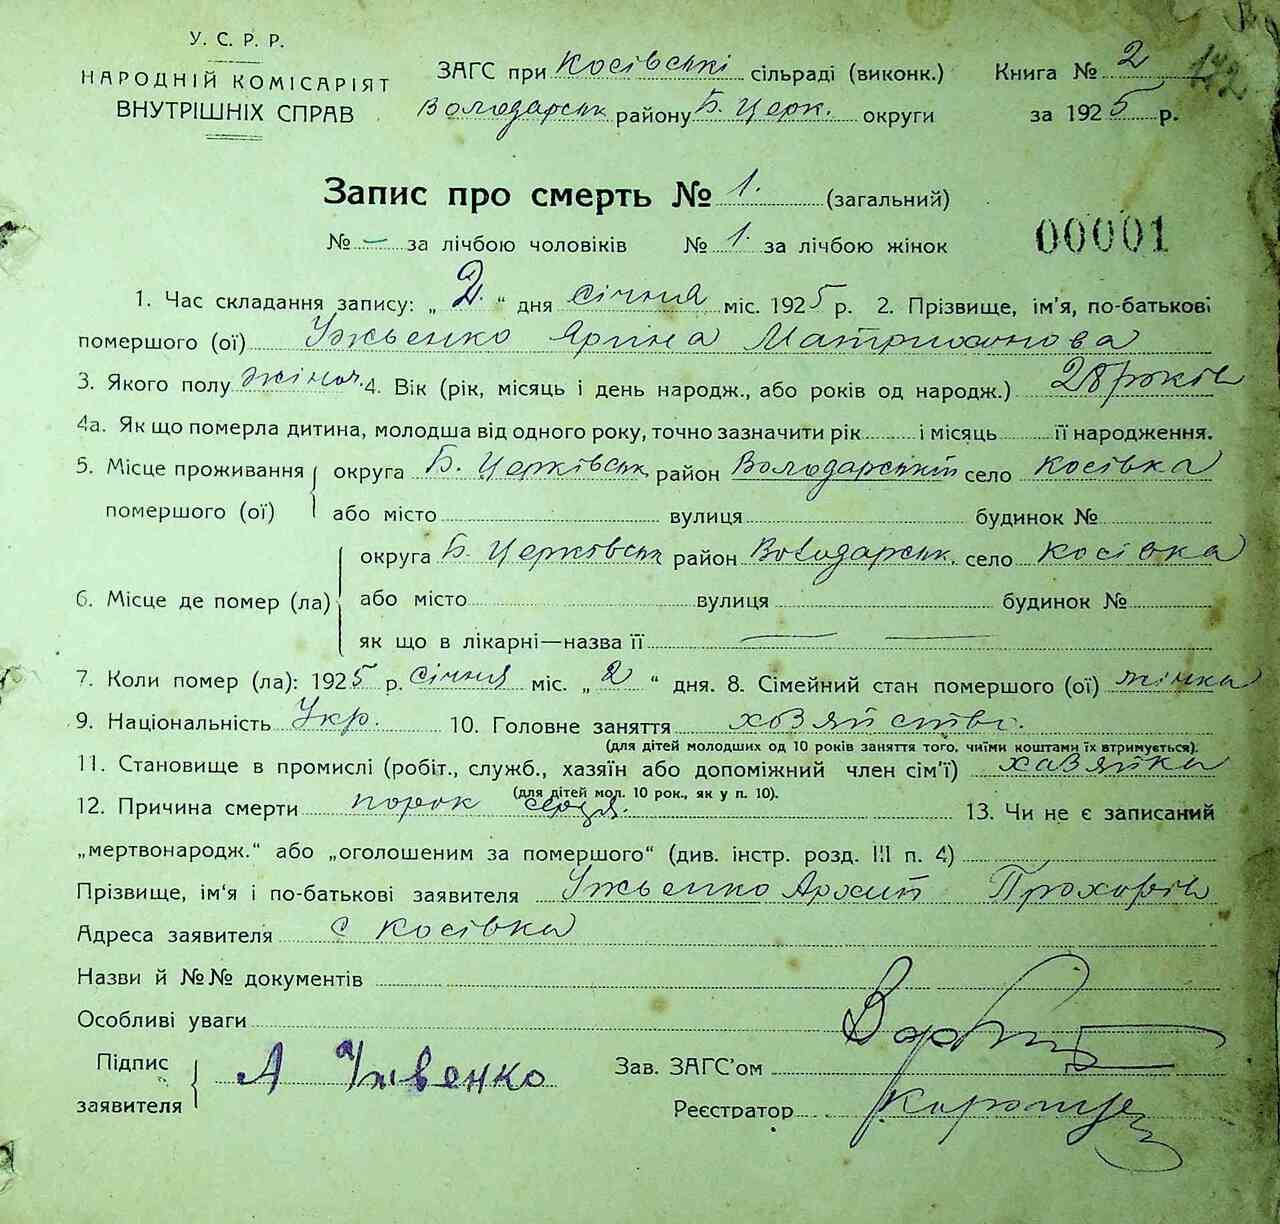 У. С. Р. Р.
НАРОДНІЙ КОМІСАРІЯТ
ВНУТРІШНІХ СПРАВ
ЗАГС при Косівські сільраді (виконк.) Книга № 2 142
Володарськ району Б. Церк. округи за 1925 р.
Запис про смерть № 1. (загальний)
№ — за лічбою чоловіків № 1. за лічбою жінок 00001
1. Час складання запису: „ 2. “ дня січня міс. 1925 р. 2. Прізвище, ім’я, по-батькові
помершого (ої) Ужвенко Ярина
3. Якого полу жіноч. 4. Вік (рік, місяць і день народж., або років од народж.) 28 років
4а. Як що померла дитина, молодша від одного року, точно зазначити рік і місяць її народження.
5. Місце проживання округа Б. Церківськ район Володарський село Косівка
помершого (ої) або місто вулиця будинок №
округа Б. Церківськ район Володарськ. село Косівка
6. Місце де помер (ла) або місто вулиця будинок №
як що в лікарні—назва її — —
7. Коли помер (ла): 1925 р. січня міс. „ 2 “ дня. 8. Сімейний стан помершого (ої) жінка
9. Національність Укр. 10. Головне заняття хозяйство.
(для дітей молодших од 10 років заняття того, чиїми коштами їх втримується).
11. Становище в промислі (робіт., служб., хазяїн або допоміжний член сім’ї) хазяйка
(для дітей мол. 10 рок., як у п. 10).
12. Причина смерти порок серця. 13. Чи не є записаний
„мертвонародж.“ або „оголошеним за помершого“ (див. інстр. розд. III п. 4)
Прізвище, ім‘я і по-батькові заявителя Ужвенко Архип Прохорів
Адреса заявителя с Косівка
Назви й №№ документів
Особливі уваги
Підпис
заявителя А Ужвенко
Зав. ЗАГС’ом
Реєстратор